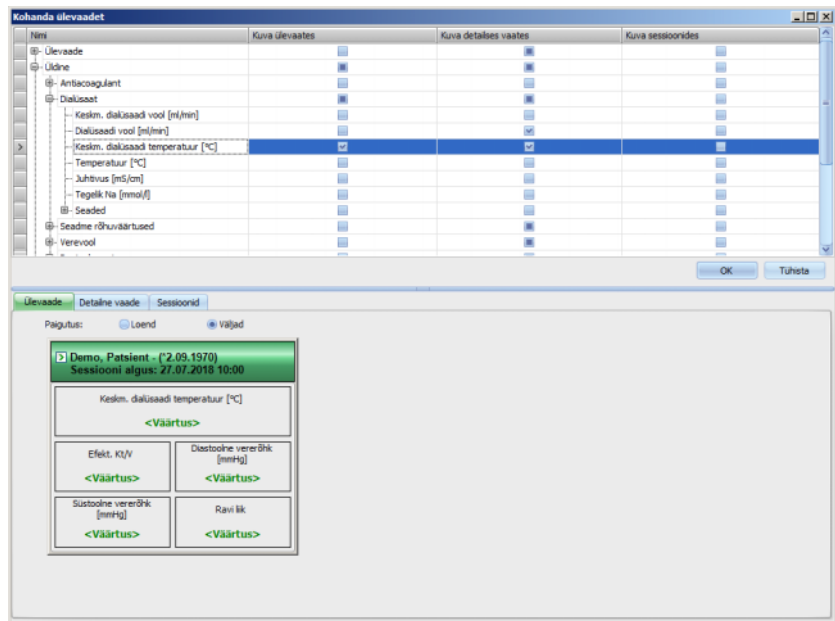 Kohanda ülevaadet
Nimi Kuva ülevaates Kuva detailses vaates Kuva sessioonides
Ülevaade
Üldine
Antiacoagulant
Dialüsaat
Keskm. dialüsaadi vool [ml/min]
Dialüsaadi vool [ml/min]
Keskm. dialüsaadi temperatuur [°C]
Temperatuur [°C]
Juhtivus [mS/cm]
Tegelik Na [mmol/l]
Seaded
Seadme rõhuväärtused
Verevool
OK Tühista
Ülevaade Detailne vaade Sessioonid
Paigutus: Loend Väljad
Demo, Patsient - (*2.09.1970)
Sessiooni algus: 27.07.2018 10:00
Keskm. dialüsaadi temperatuur [°C]
<Väärtus>
Efekt. Kt/V
<Väärtus>
Diastoolne vererõhk
[mmHg]
<Väärtus>
Süstoolne vererõhk
[mmHg]
<Väärtus>
Ravi liik
<Väärtus>